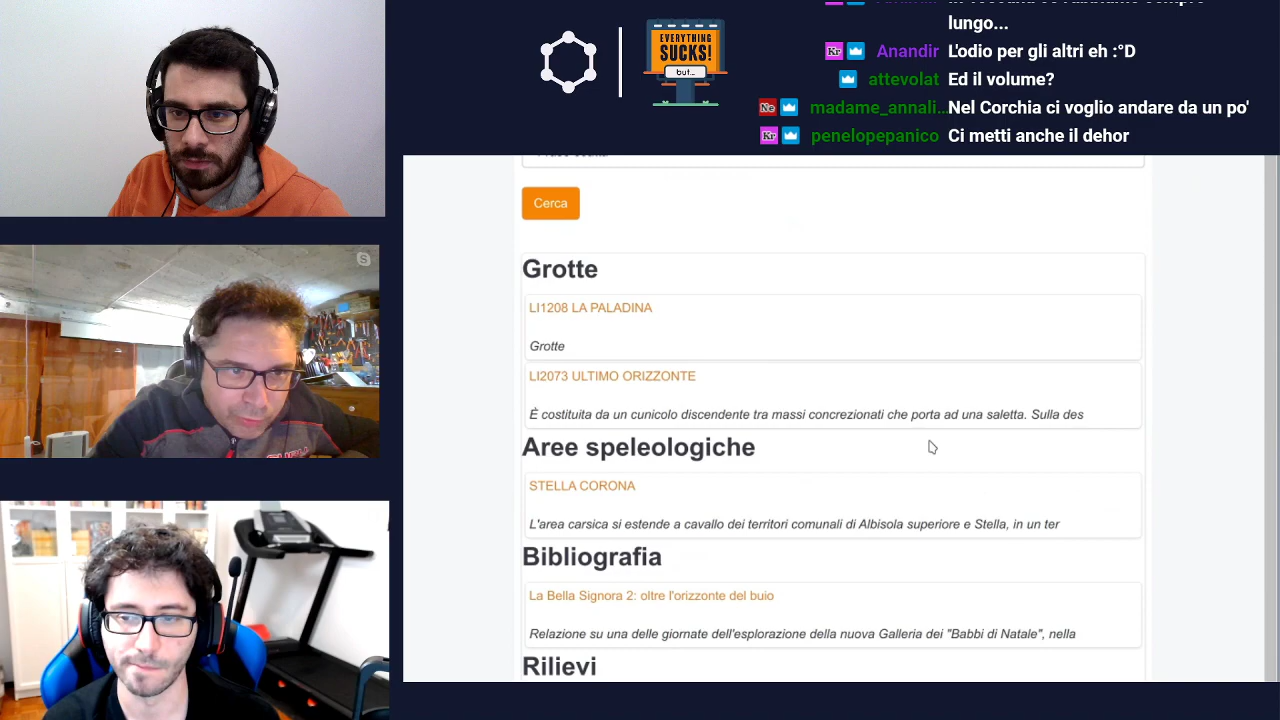 lungo...
Anandir L'odio per gli altri eh :°D
attevolat Ed il volume?
madame_annali... Nel Corchia ci voglio andare da un po'
penelopepanico Ci metti anche il dehor
EVERYTHING
SUCKS!
but...
Cerca
Grotte
LI1208 LA PALADINA
Grotte
LI2073 ULTIMO ORIZZONTE
È costituita da un cunicolo discendente tra massi concrezionati che porta ad una saletta. Sulla des
Aree speleologiche
STELLA CORONA
L'area carsica si estende a cavallo dei territori comunali di Albisola superiore e Stella, in un ter
Bibliografia
La Bella Signora 2: oltre l'orizzonte del buio
Relazione su una delle giornate dell'esplorazione della nuova Galleria dei "Babbi di Natale", nella
Rilievi